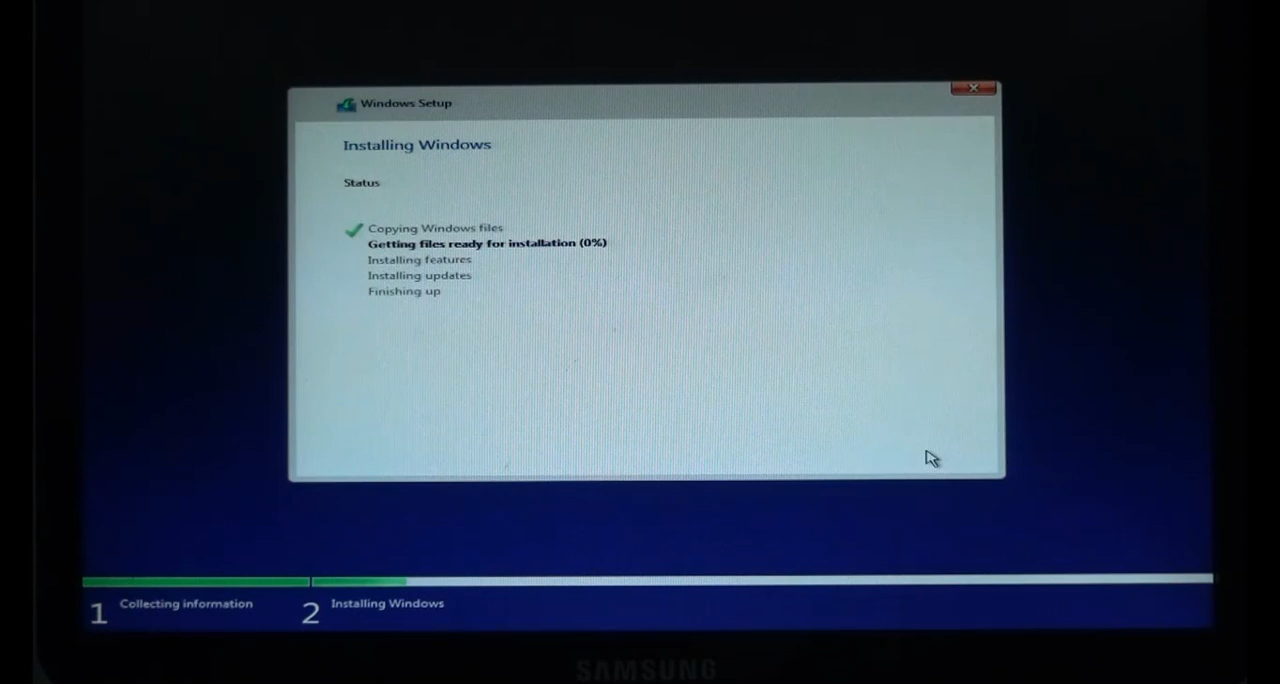 Windows Setup
Installing Windows
Status
Copying Windows files
Getting files ready for installation (0%)
Installing features
Installing updates
Finishing up
1 Collecting information
2 Installing Windows
SAMSUNG